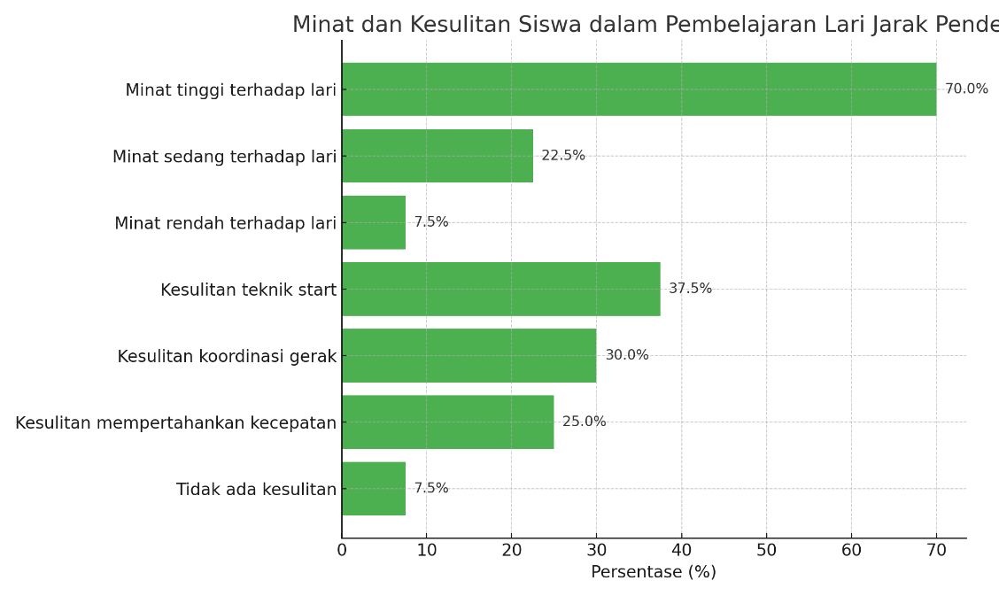 Minat dan Kesulitan Siswa dalam Pembelajaran Lari Jarak Pende
Minat tinggi terhadap lari
70.0%
Minat sedang terhadap lari
22.5%
Minat rendah terhadap lari
7.5%
Kesulitan teknik start
37.5%
Kesulitan koordinasi gerak
30.0%
Kesulitan mempertahankan kecepatan
25.0%
Tidak ada kesulitan
7.5%
0 10 20 30 40 50 60 70
Persentase (%)